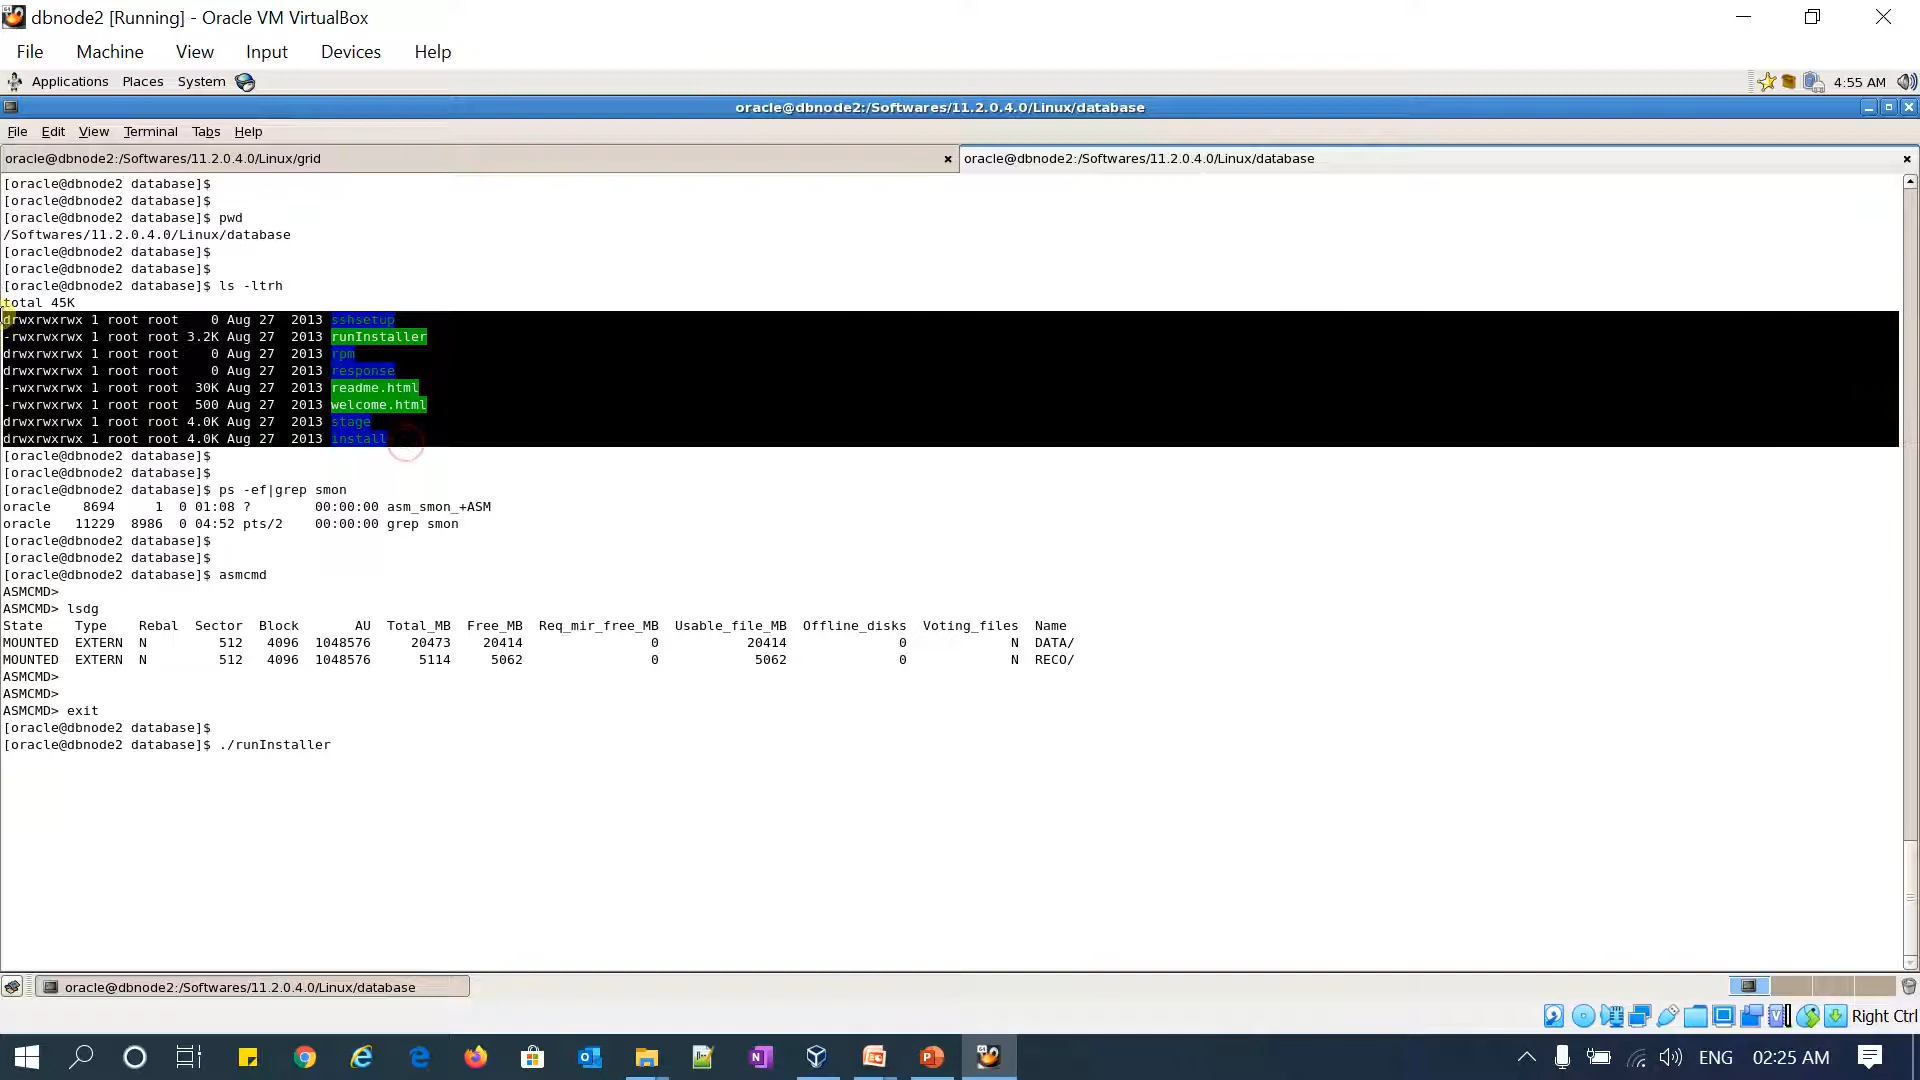 dbnode2 [Running] - Oracle VM VirtualBox
File Machine View Input Devices Help
Applications Places System 4:55 AM
oracle@dbnode2:/Softwares/11.2.0.4.0/Linux/database
File Edit View Terminal Tabs Help
oracle@dbnode2:/Softwares/11.2.0.4.0/Linux/grid oracle@dbnode2:/Softwares/11.2.0.4.0/Linux/database
[oracle@dbnode2 database]$
[oracle@dbnode2 database]$
[oracle@dbnode2 database]$ pwd
/Softwares/11.2.0.4.0/Linux/database
[oracle@dbnode2 database]$
[oracle@dbnode2 database]$
[oracle@dbnode2 database]$ ls -ltrh
total 45K
drwxrwxrwx 1 root root    0 Aug 27  2013 sshsetup
-rwxrwxrwx 1 root root 3.2K Aug 27  2013 runInstaller
drwxrwxrwx 1 root root    0 Aug 27  2013 rpm
drwxrwxrwx 1 root root    0 Aug 27  2013 response
-rwxrwxrwx 1 root root  30K Aug 27  2013 readme.html
-rwxrwxrwx 1 root root  500 Aug 27  2013 welcome.html
drwxrwxrwx 1 root root 4.0K Aug 27  2013 stage
drwxrwxrwx 1 root root 4.0K Aug 27  2013 install
[oracle@dbnode2 database]$
[oracle@dbnode2 database]$
[oracle@dbnode2 database]$ ps -ef|grep smon
oracle    8694     1  0 01:08 ?        00:00:00 asm_smon_+ASM
oracle   11229  8986  0 04:52 pts/2    00:00:00 grep smon
[oracle@dbnode2 database]$
[oracle@dbnode2 database]$
[oracle@dbnode2 database]$ asmcmd
ASMCMD>
ASMCMD> lsdg
State    Type    Rebal  Sector  Block       AU  Total_MB  Free_MB  Req_mir_free_MB  Usable_file_MB  Offline_disks  Voting_files  Name
MOUNTED  EXTERN  N         512   4096  1048576     20473    20414                0           20414              0             N  DATA/
MOUNTED  EXTERN  N         512   4096  1048576      5114     5062                0            5062              0             N  RECO/
ASMCMD>
ASMCMD>
ASMCMD> exit
[oracle@dbnode2 database]$
[oracle@dbnode2 database]$ ./runInstaller
oracle@dbnode2:/Softwares/11.2.0.4.0/Linux/database
Right Ctrl
ENG 02:25 AM